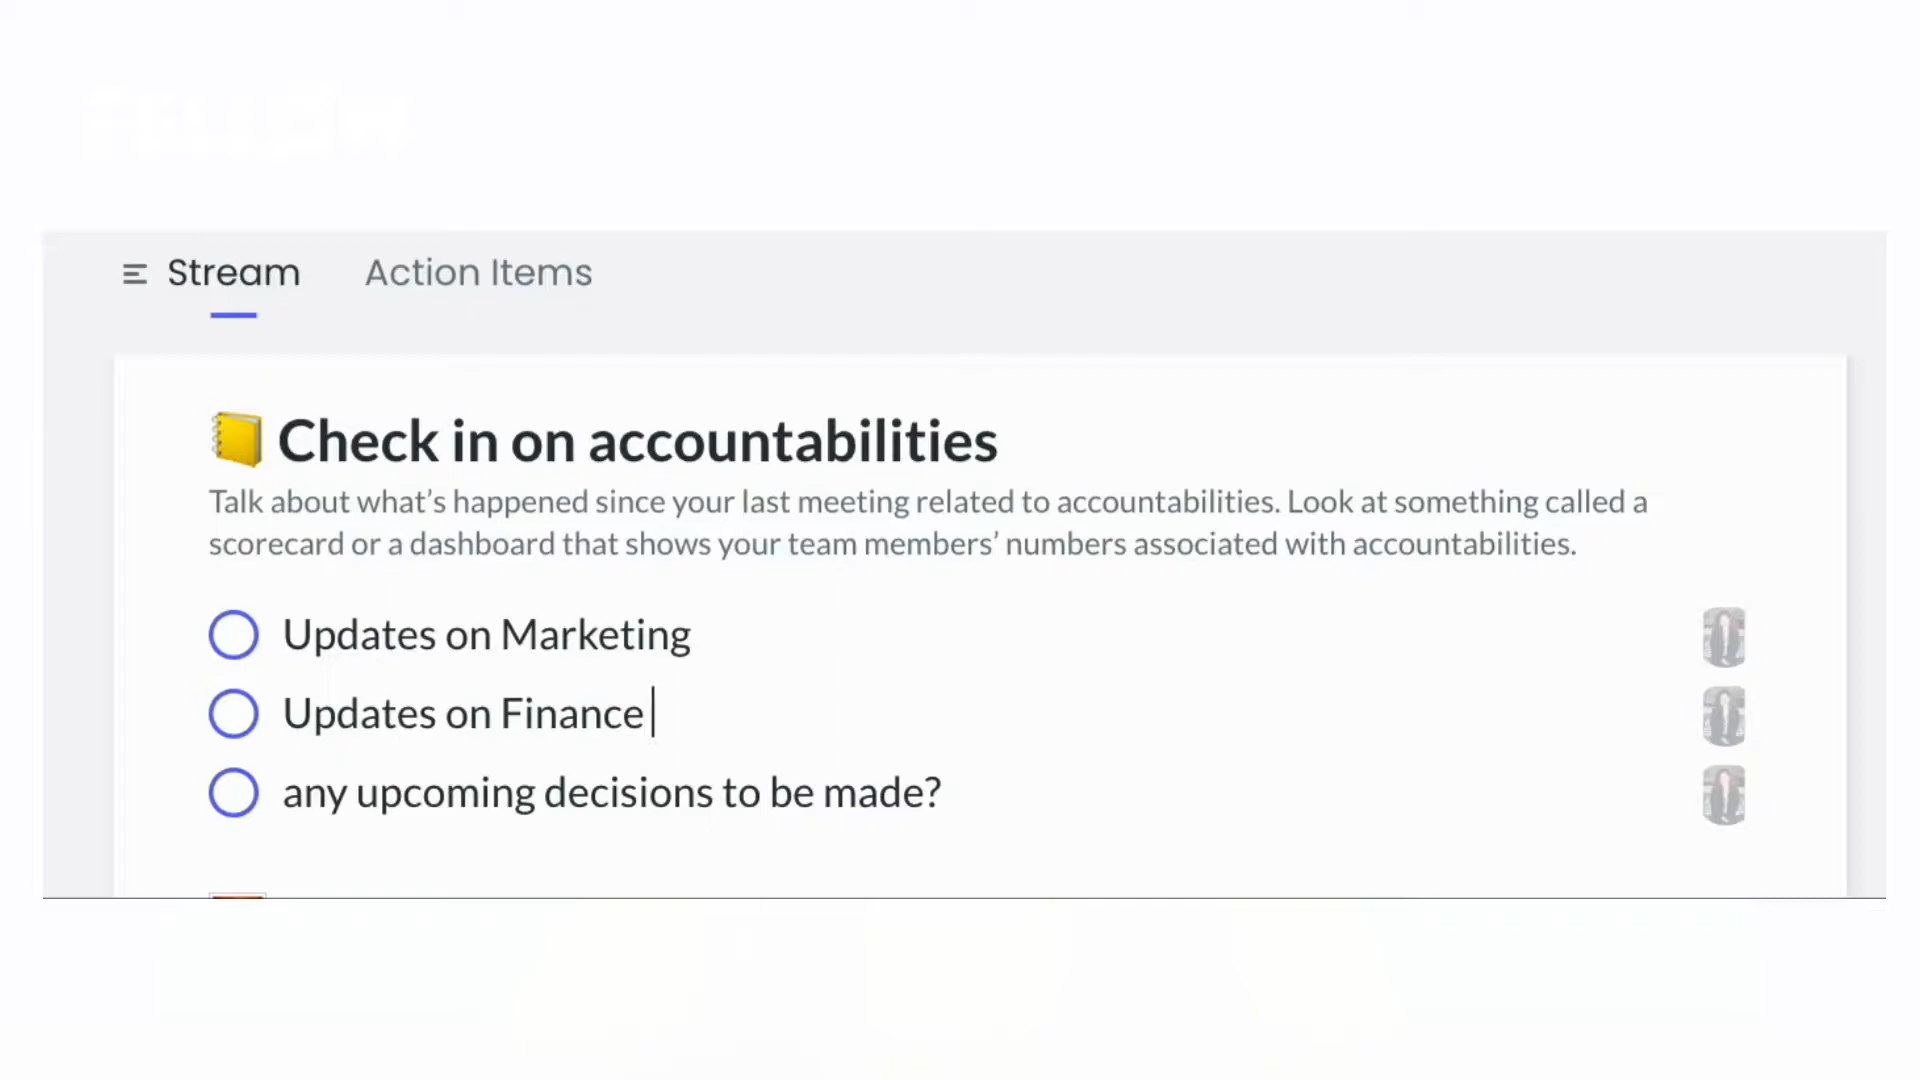 Stream
Action Items
Check in on accountabilities
Talk about what's happened since your last meeting related to accountabilities. Look at something called a
scorecard or a dashboard that shows your team members' numbers associated with accountabilities.
Updates on Marketing
Updates on Finance
any upcoming decisions to be made?